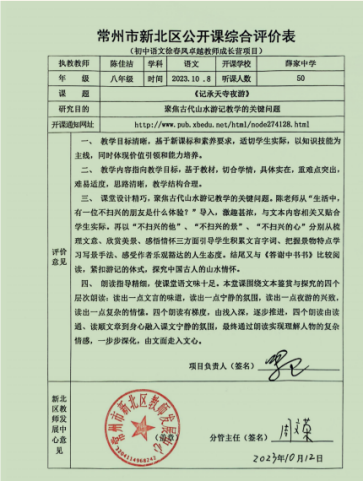 常州市新北区公开课综合评价表
（初中语文徐春风卓越教师成长营项目）
执教教师 陈佳洁 学科 语文 开课学校 薛家中学
年 级 八年级 时间 2023.10.8 听课人数 50
课 题 《记承天寺夜游》
研究目的 聚焦古代山水游记教学的关键问题
开课通知网址 http://www.pub.xbedu.net/html/node274128.html
评价意见
一、 教学目标清晰，基于新课标和素养要求，适切学生实际，以知识技能为
主线，同时体现价值引领和能力培养。
二、 教学内容指向教学目标，基于教材，切合学情，具体实在，重难点突出，
难易适度，思路清晰，教学结构合理。
三、 课堂设计精巧，聚焦古代山水游记教学的关键问题。陈老师从“生活中，
有一位不扫兴的朋友是什么体验？”导入，激趣甚浓，与文本内容相关又贴合
学生实际。再以“不扫兴的他”、“不扫兴的景”、“不扫兴的心”分别从梳
理文意、欣赏美景、感悟情怀三方面引导学生积累文言字词、把握景物特点学
习写景手法、感受作者乐观豁达的人生态度，结尾又与《答谢中书书》比较阅
读，紧扣游记的体式，探究中国古人的山水情怀。
四、 朗读指导精细，使课堂语文味十足。本堂课围绕文本鉴赏与探究的四个
层次朗读：读出一点文言的味道，读出一点宁静的氛围，读出一点夜游的兴致，
读出一点复杂的情愫，四个朗读有梯度，由浅入深，逐步推进，四个朗读由读
通、读顺文章到身心融入课文宁静的氛围，最终通过朗读实现理解人物的复杂
情感，一步步深化，由文面走入文心。
项目负责人（签名）
新北区教师发展中心意见
常州市新北区教师发展中心
（盖章）
分管主任（签名） 周文荣
2023年10月12日